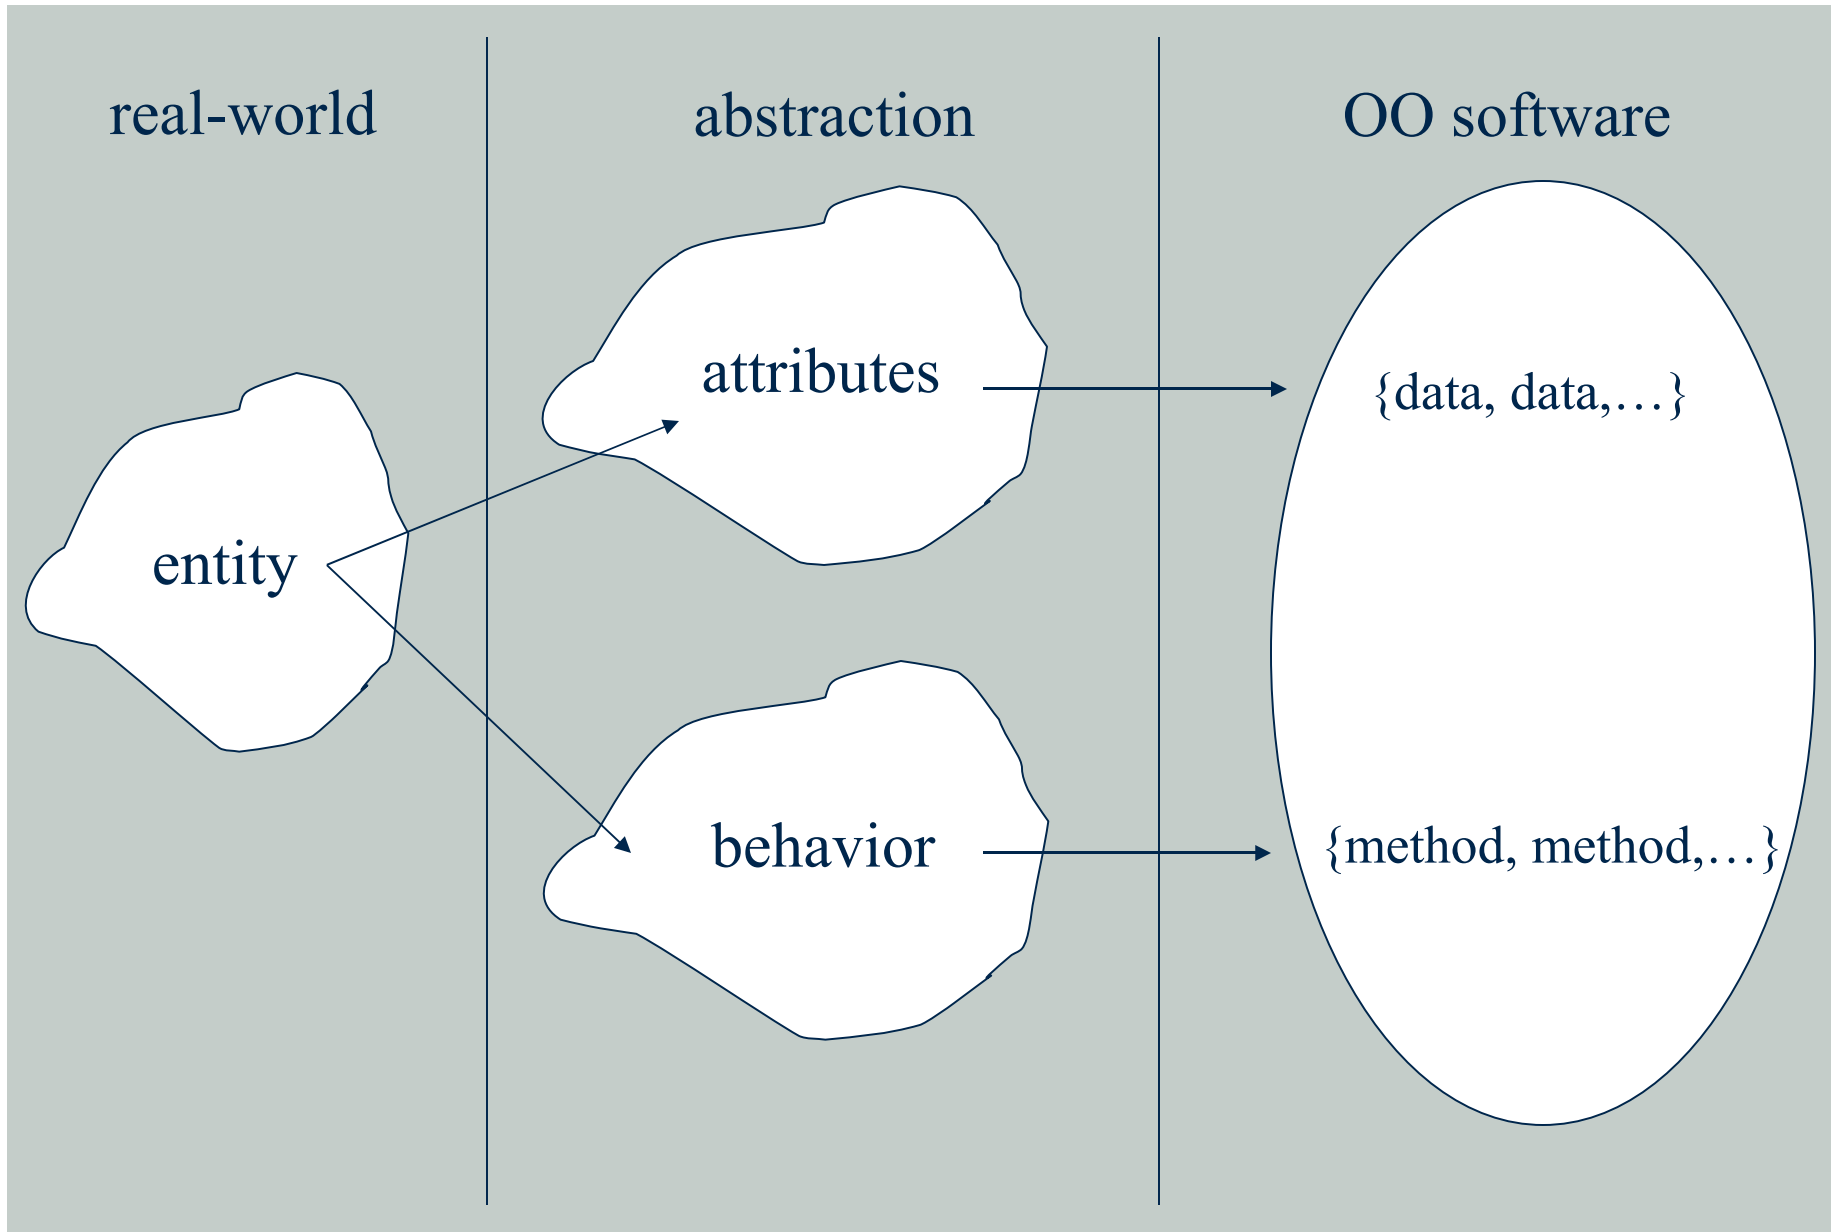 real-world
abstraction
OO software
attributes
{data, data,…}
entity
behavior
{method, method,…}